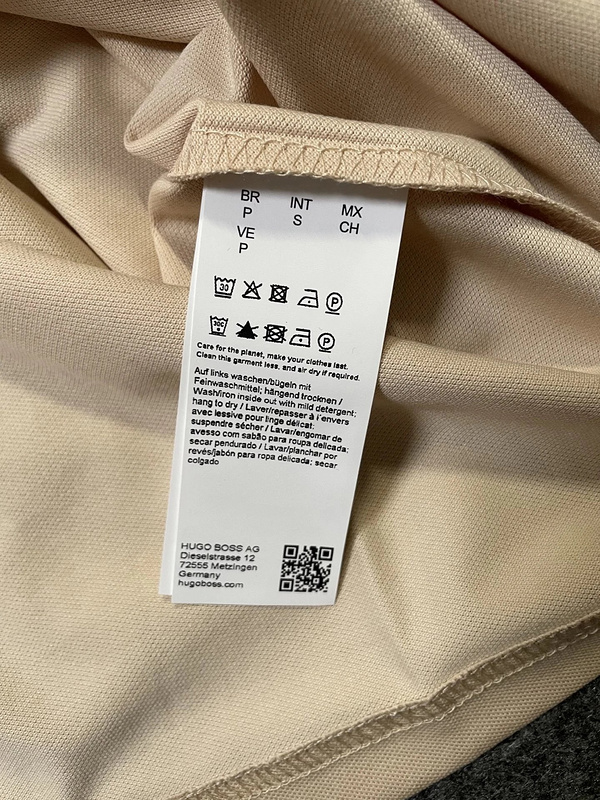 BR INT MX
P S CH
VE
P
30 P
30C P
Care for the planet, make your clothes last.
Clean this garment less, and air dry if required.
Auf links waschen/bügeln mit
Feinwaschmittel; hängend trocknen /
Wash/iron inside out with mild detergent;
hang to dry / Laver/repasser à l'envers
avec lessive pour linge délicat;
suspendre sécher / Lavar/engomar de
avesso com sabão para roupa delicada;
secar pendurado / Lavar/planchar por
revés/jabón para ropa delicada; secar
colgado
HUGO BOSS AG
Dieselstrasse 12
72555 Metzingen
Germany
hugoboss.com